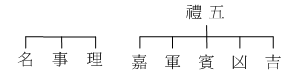 五禮
吉 凶 賓 軍 嘉
理 事 名